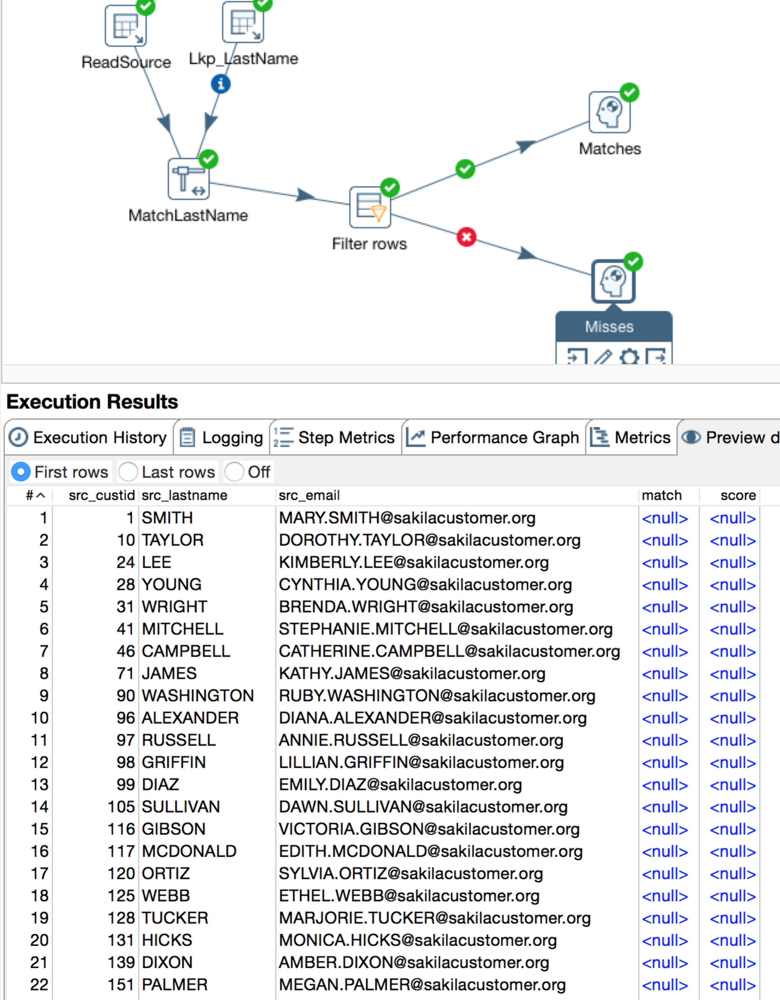 ReadSource Lkp_LastName
Matches
MatchLastName
Filter rows
Misses
Execution Results
Execution History Logging Step Metrics Performance Graph Metrics Preview d
First rows Last rows Off
# src_custid src_lastname src_email match score
1 1 SMITH MARY.SMITH@sakilacustomer.org <null> <null>
2 10 TAYLOR DOROTHY.TAYLOR@sakilacustomer.org <null> <null>
3 24 LEE KIMBERLY.LEE@sakilacustomer.org <null> <null>
4 28 YOUNG CYNTHIA.YOUNG@sakilacustomer.org <null> <null>
5 31 WRIGHT BRENDA.WRIGHT@sakilacustomer.org <null> <null>
6 41 MITCHELL STEPHANIE.MITCHELL@sakilacustomer.org <null> <null>
7 46 CAMPBELL CATHERINE.CAMPBELL@sakilacustomer.org <null> <null>
8 71 JAMES KATHY.JAMES@sakilacustomer.org <null> <null>
9 90 WASHINGTON RUBY.WASHINGTON@sakilacustomer.org <null> <null>
10 96 ALEXANDER DIANA.ALEXANDER@sakilacustomer.org <null> <null>
11 97 RUSSELL ANNIE.RUSSELL@sakilacustomer.org <null> <null>
12 98 GRIFFIN LILLIAN.GRIFFIN@sakilacustomer.org <null> <null>
13 99 DIAZ EMILY.DIAZ@sakilacustomer.org <null> <null>
14 105 SULLIVAN DAWN.SULLIVAN@sakilacustomer.org <null> <null>
15 116 GIBSON VICTORIA.GIBSON@sakilacustomer.org <null> <null>
16 117 MCDONALD EDITH.MCDONALD@sakilacustomer.org <null> <null>
17 120 ORTIZ SYLVIA.ORTIZ@sakilacustomer.org <null> <null>
18 125 WEBB ETHEL.WEBB@sakilacustomer.org <null> <null>
19 128 TUCKER MARJORIE.TUCKER@sakilacustomer.org <null> <null>
20 131 HICKS MONICA.HICKS@sakilacustomer.org <null> <null>
21 139 DIXON AMBER.DIXON@sakilacustomer.org <null> <null>
22 151 PALMER MEGAN.PALMER@sakilacustomer.org <null> <null>